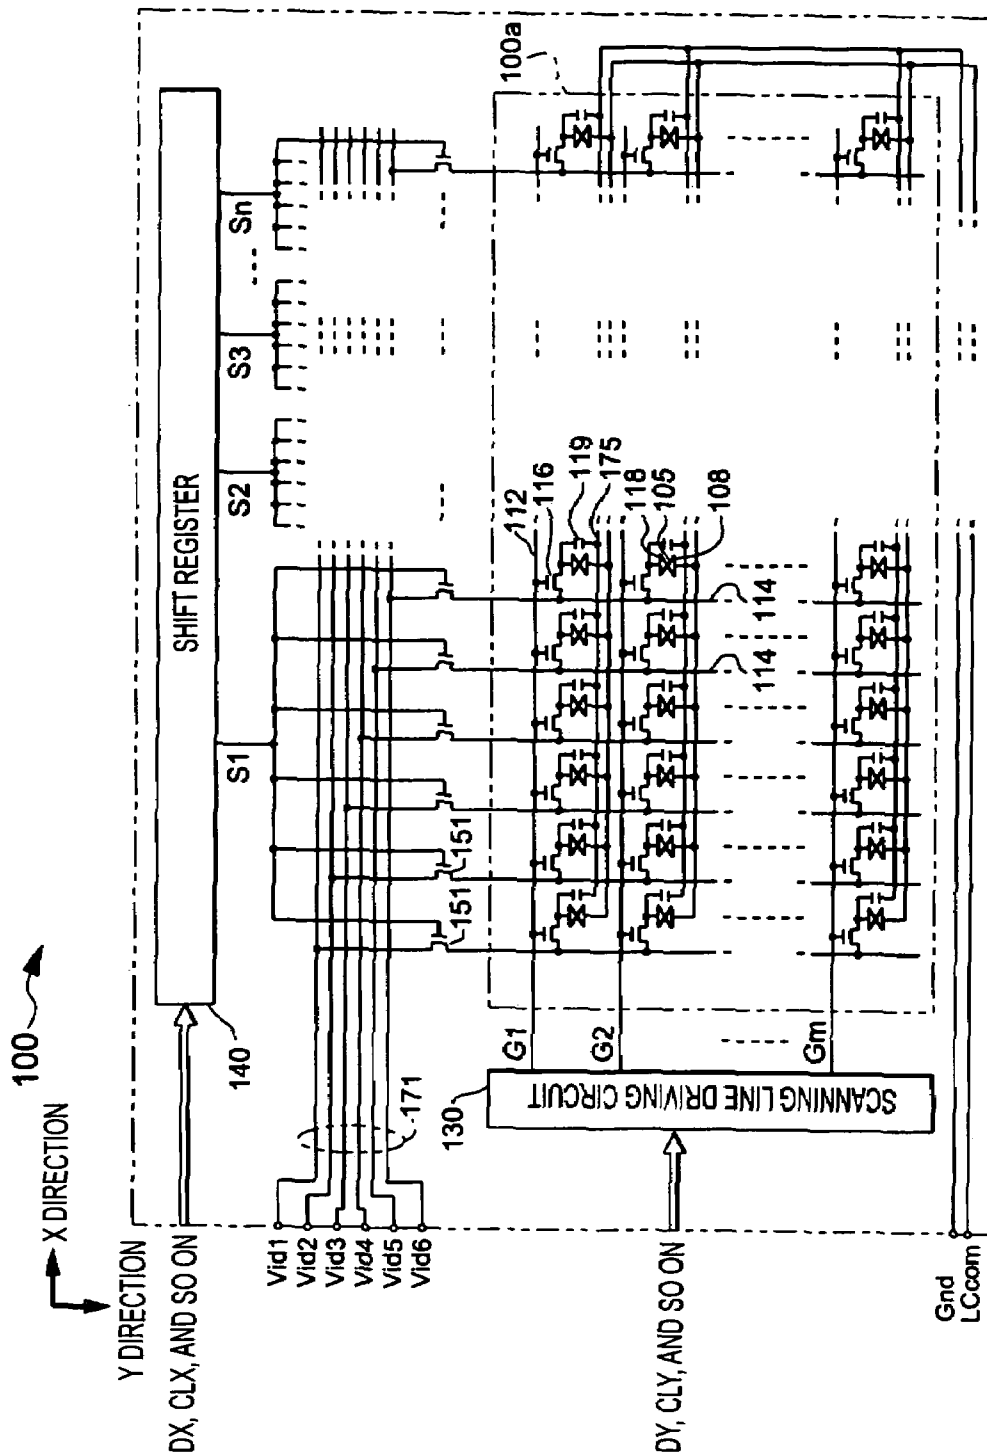 100
X DIRECTION
Y DIRECTION
DX, CLX, AND SO ON
SHIFT REGISTER
140
S1
S2
S3
Sn
Vid1
Vid2
Vid3
Vid4
Vid5
Vid6
171
151
151
100a
112
116
119
175
118
105
108
114
114
130
SCANNING LINE DRIVING CIRCUIT
G1
G2
Gm
DY, CLY, AND SO ON
Gnd
LCcom